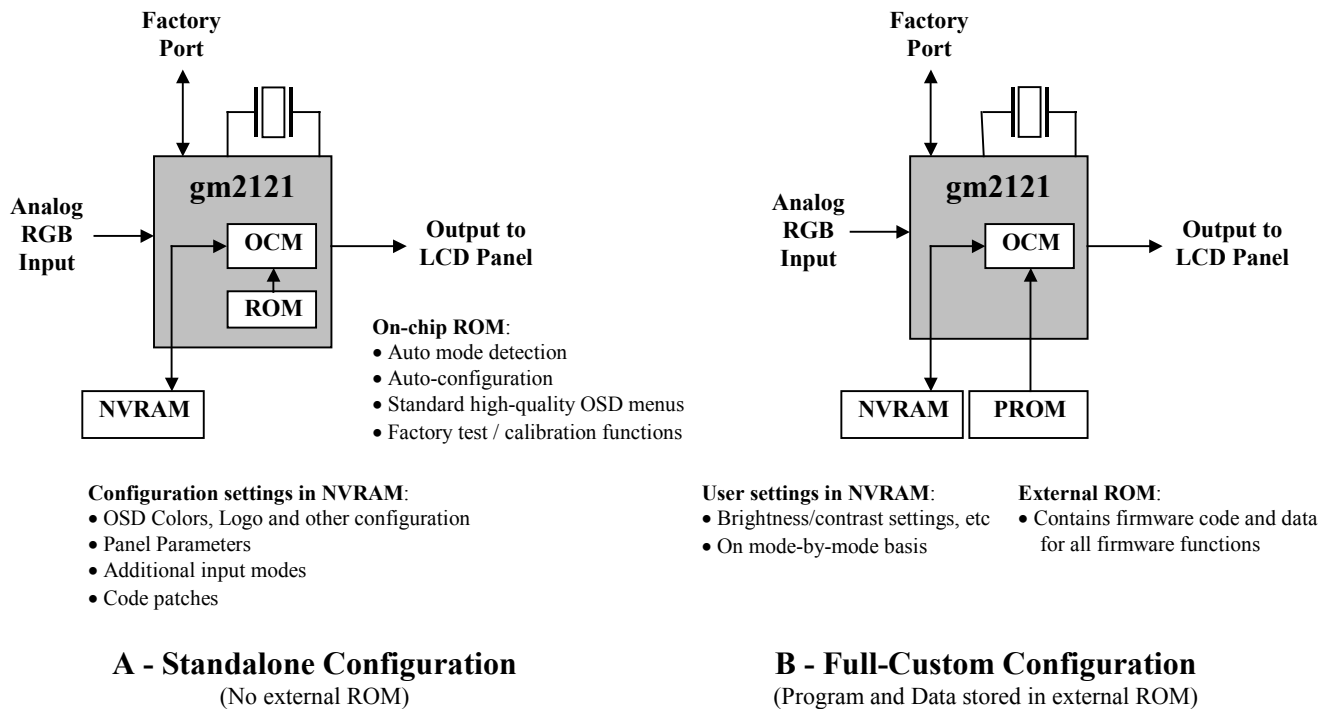 Factory
Port
gm2121
Analog
RGB
Input
OCM
ROM
Output to
LCD Panel
NVRAM
On-chip ROM:
• Auto mode detection
• Auto-configuration
• Standard high-quality OSD menus
• Factory test / calibration functions
Configuration settings in NVRAM:
• OSD Colors, Logo and other configuration
• Panel Parameters
• Additional input modes
• Code patches
A - Standalone Configuration
(No external ROM)
Factory
Port
gm2121
Analog
RGB
Input
OCM
Output to
LCD Panel
NVRAM
PROM
User settings in NVRAM:
• Brightness/contrast settings, etc
• On mode-by-mode basis
External ROM:
• Contains firmware code and data
for all firmware functions
B - Full-Custom Configuration
(Program and Data stored in external ROM)